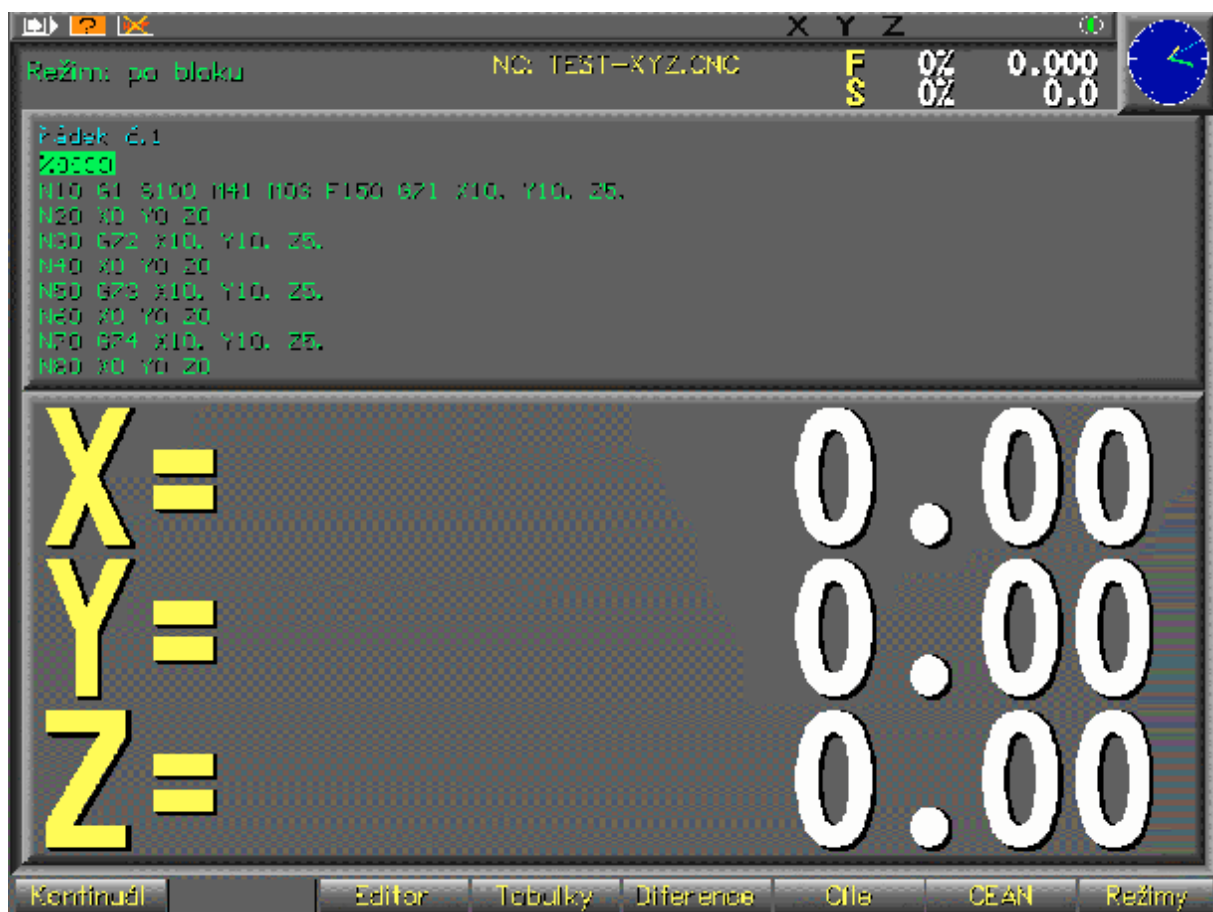 X Y Z
Režim: po bloku
NC: TEST-XYZ.CNC
F 0% 0.000
S 0% 0.0
Řádek č.1
N10 G1 S100 M41 M03 F150 G71 X10. Y10. Z5.
N20 X0 Y0 Z0
N30 G72 X10. Y10. Z5.
N40 X0 Y0 Z0
N50 G73 X10. Y10. Z5.
N60 X0 Y0 Z0
N70 G74 X10. Y10. Z5.
N80 X0 Y0 Z0
X= 0.00
Y= 0.00
Z= 0.00
Kontinuál Editor Tabulky Diference Cíle CEAN Režimy